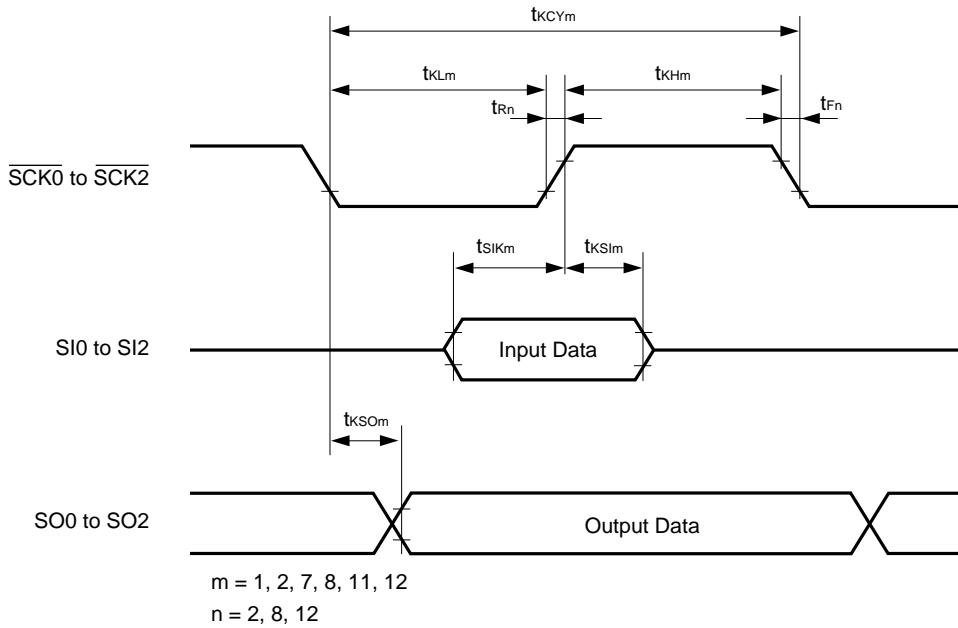 tKCYm
tKLm
tKHm
tRn
tFn
SCK0 to SCK2
tSIKm
tKSIm
SI0 to SI2
Input Data
tKSOm
SO0 to SO2
Output Data
m = 1, 2, 7, 8, 11, 12
n = 2, 8, 12